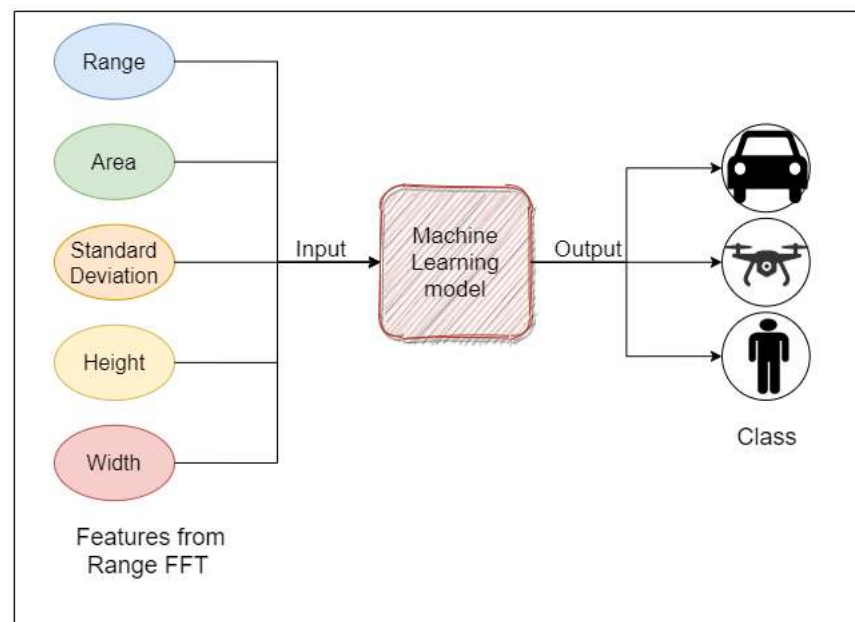 Range
Area
Standard
Deviation
Height
Width
Features from
Range FFT
Input
Machine
Learning
model
Output
Class